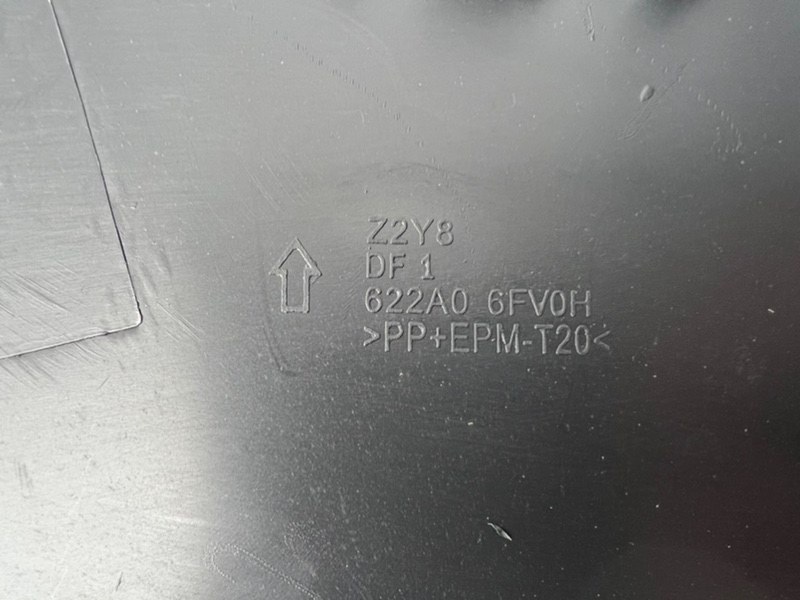 Z2Y8
DF 1
622A0 6FV0H
>PP+EPM-T20<